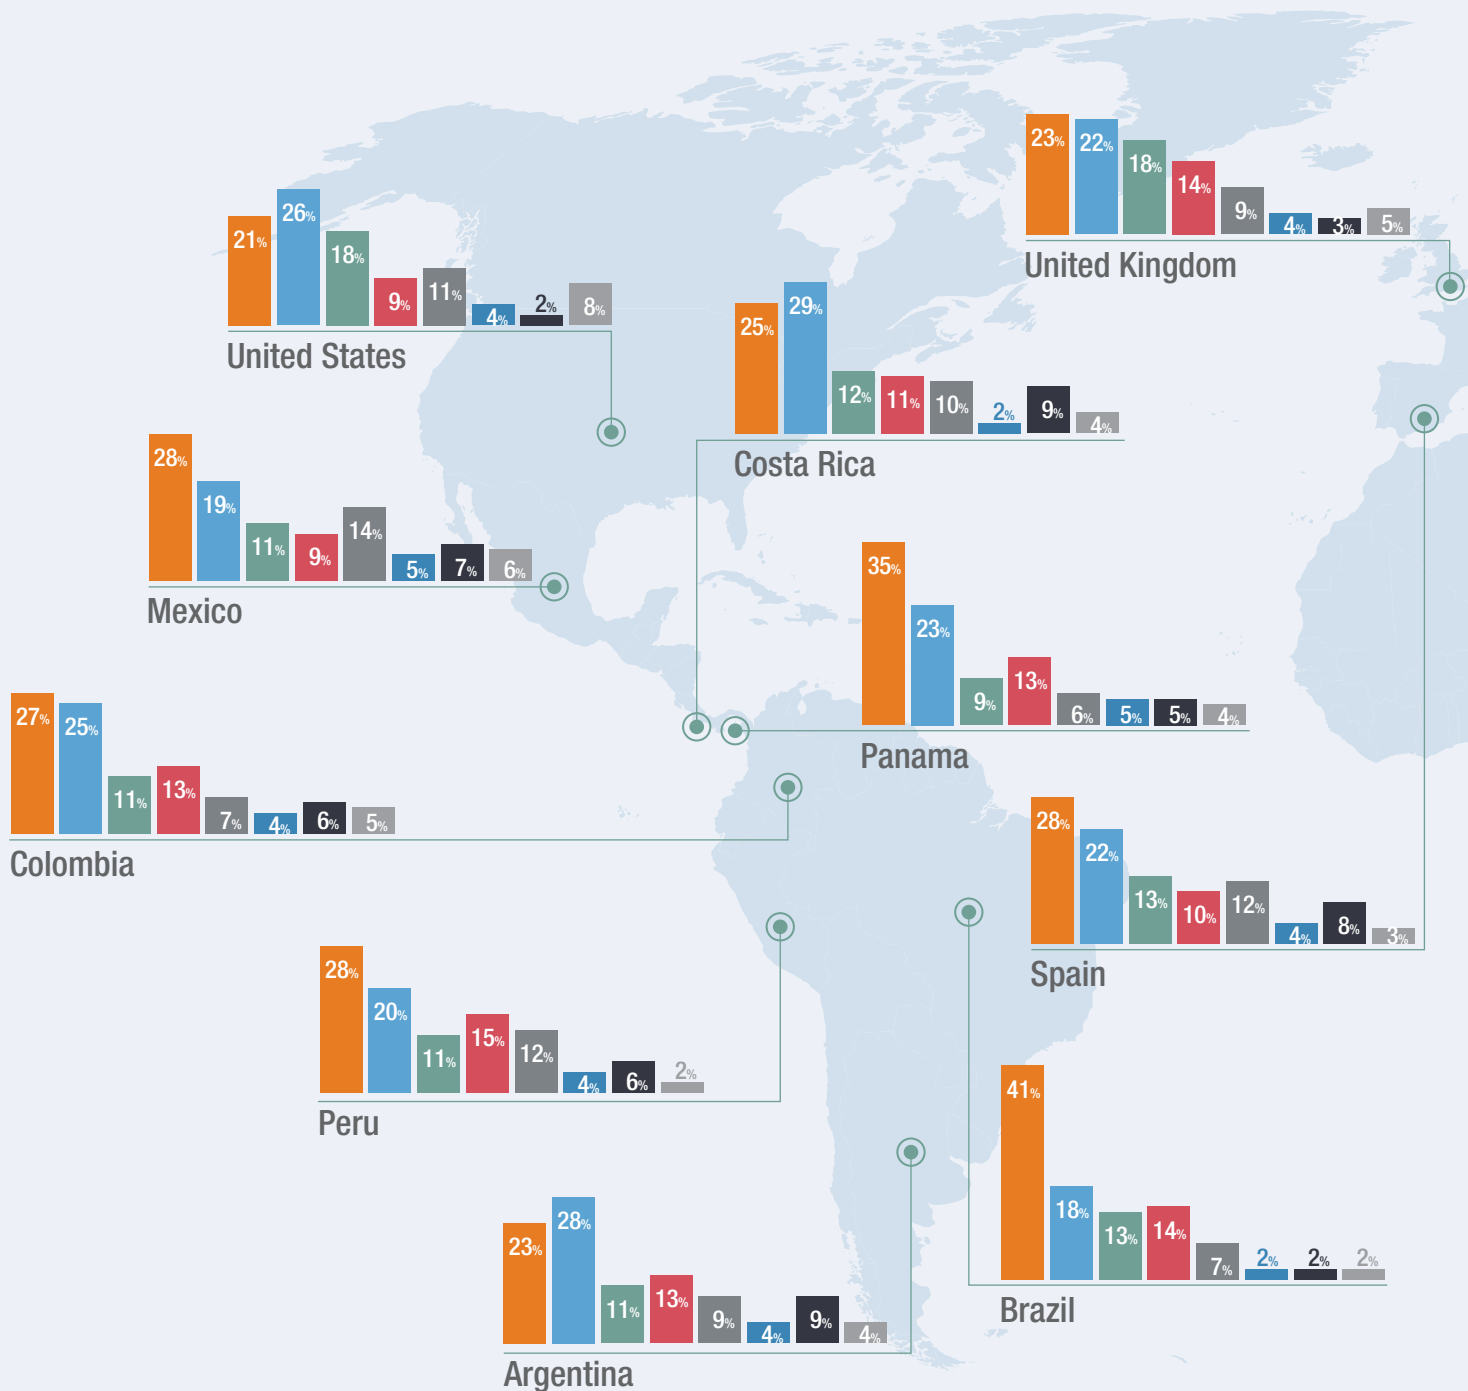 23% 22% 18% 14% 9% 4% 3% 5%
United Kingdom
21% 26% 18% 9% 11% 4% 2% 8%
United States
25% 29% 12% 11% 10% 2% 9% 4%
Costa Rica
28% 19% 11% 9% 14% 5% 7% 6%
Mexico
35% 23% 9% 13% 6% 5% 5% 4%
Panama
27% 25% 11% 13% 7% 4% 6% 5%
Colombia
28% 22% 13% 10% 12% 4% 8% 3%
Spain
28% 20% 11% 15% 12% 4% 6% 2%
Peru
41% 18% 13% 14% 7% 2% 2% 2%
Brazil
23% 28% 11% 13% 9% 4% 9% 4%
Argentina